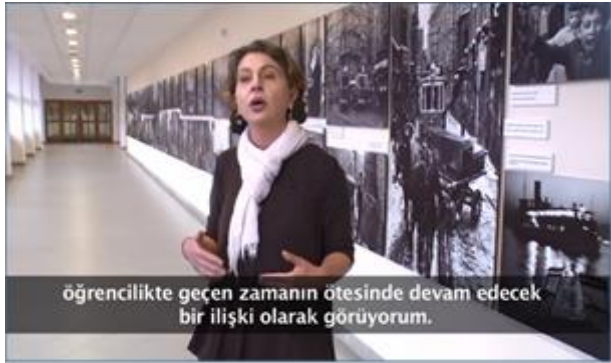 öğrencilikte geçen zamanın ötesinde devam edecek
bir ilişki olarak görüyorum.